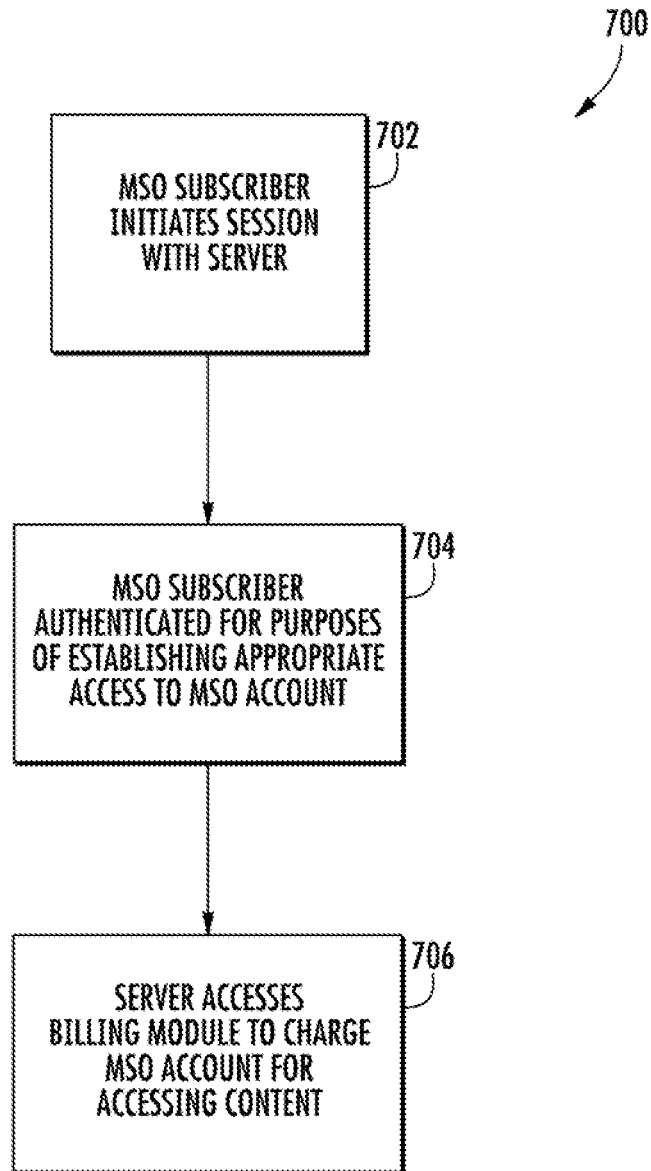 700
702
MSO SUBSCRIBER
INITIATES SESSION
WITH SERVER
704
MSO SUBSCRIBER
AUTHENTICATED FOR PURPOSES
OF ESTABLISHING APPROPRIATE
ACCESS TO MSO ACCOUNT
706
SERVER ACCESSES
BILLING MODULE TO CHARGE
MSO ACCOUNT FOR
ACCESSING CONTENT